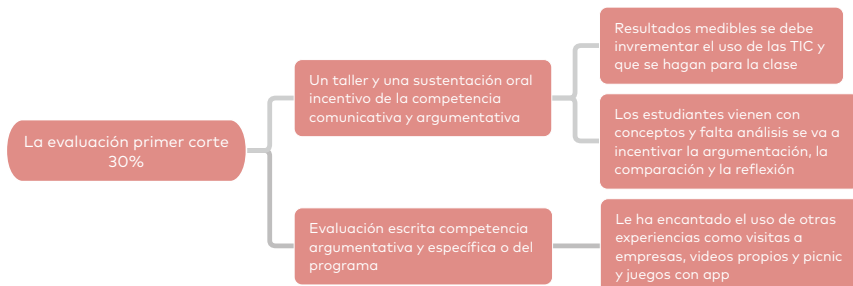 La evaluación primer corte
30%
Un taller y una sustentación oral
incentivo de la competencia
comunicativa y argumentativa
Resultados medibles se debe
invrementar el uso de las TIC y
que se hagan para la clase
Los estudiantes vienen con
conceptos y falta análisis se va a
incentivar la argumentación, la
comparación y la reflexión
Evaluación escrita competencia
argumentativa y específica o del
programa
Le ha encantado el uso de otras
experiencias como visitas a
empresas, videos propios y picnic
y juegos con app